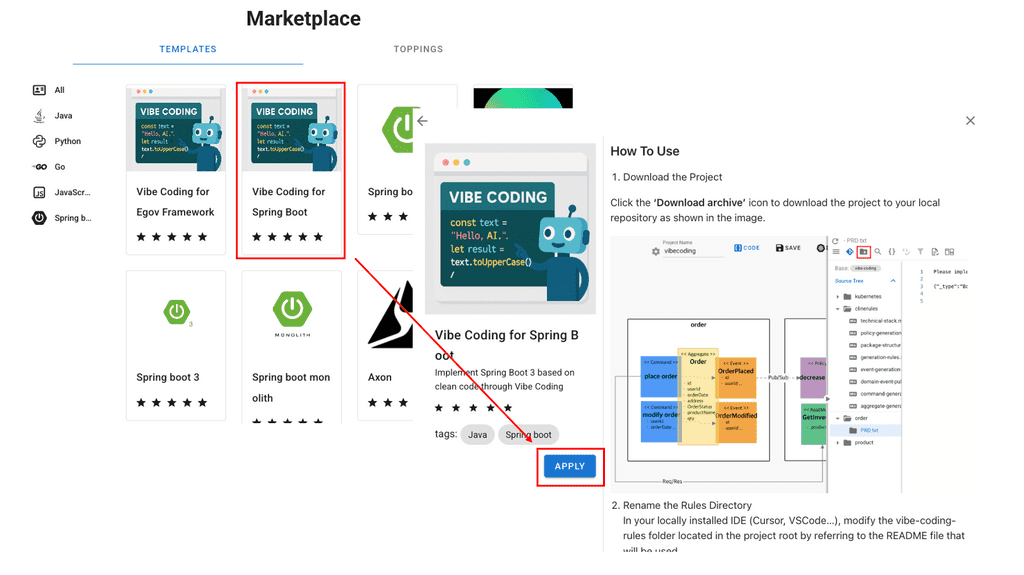 Marketplace
TEMPLATES
TOPPINGS
All
Java
Python
Go
JavaScr...
Spring b...
VIBE CODING
const text =
"Hello, AI.".
let result
text.toUpperCase()
/
Vibe Coding for
Egov Framework
VIBE CODING
const text =
"Hello, AI.".
let result
text.toUpperCase()
/
Vibe Coding for
Spring Boot
Spring bo
3
Spring boot 3
MONOLITH
Spring boot mon
olith
Axon
VIBE CODING
const text =
"Hello, AI.".
let result =
text.toUpperCase()
/
Vibe Coding for Spring B
oot
Implement Spring Boot 3 based on
clean code through Vibe Coding
tags:
Java
Spring boot
APPLY
How To Use
1. Download the Project
Click the ‘Download archive’ icon to download the project to your local
repository as shown in the image.
Project Name
vibecoding
CODE
SAVE
PRD.txt
Base: vibe-coding
Source Tree
kubernetes
clinerules
technical-stack.m
policy-generation
package-structur
generation-rules.
event-generation
domain-event-pul
command-genera
aggregate-genera
order
PRD.txt
product
1
2
3
4
5
Please imple
{"_type":"Bo
order
<< Command >>
place order
<< Command >>
modify order
userId
orderDate
<< Aggregate >>
Order
id
userId
orderDate
address
OrderStatus
productName
qty
<< Event >>
OrderPlaced
id
userId
<< Event >>
OrderModified
id
userId
Pub/Sub
decrease
GetInven
Req/Res
2. Rename the Rules Directory
In your locally installed IDE (Cursor, VSCode...), modify the vibe-coding-
rules folder located in the project root by referring to the README file that
will be used